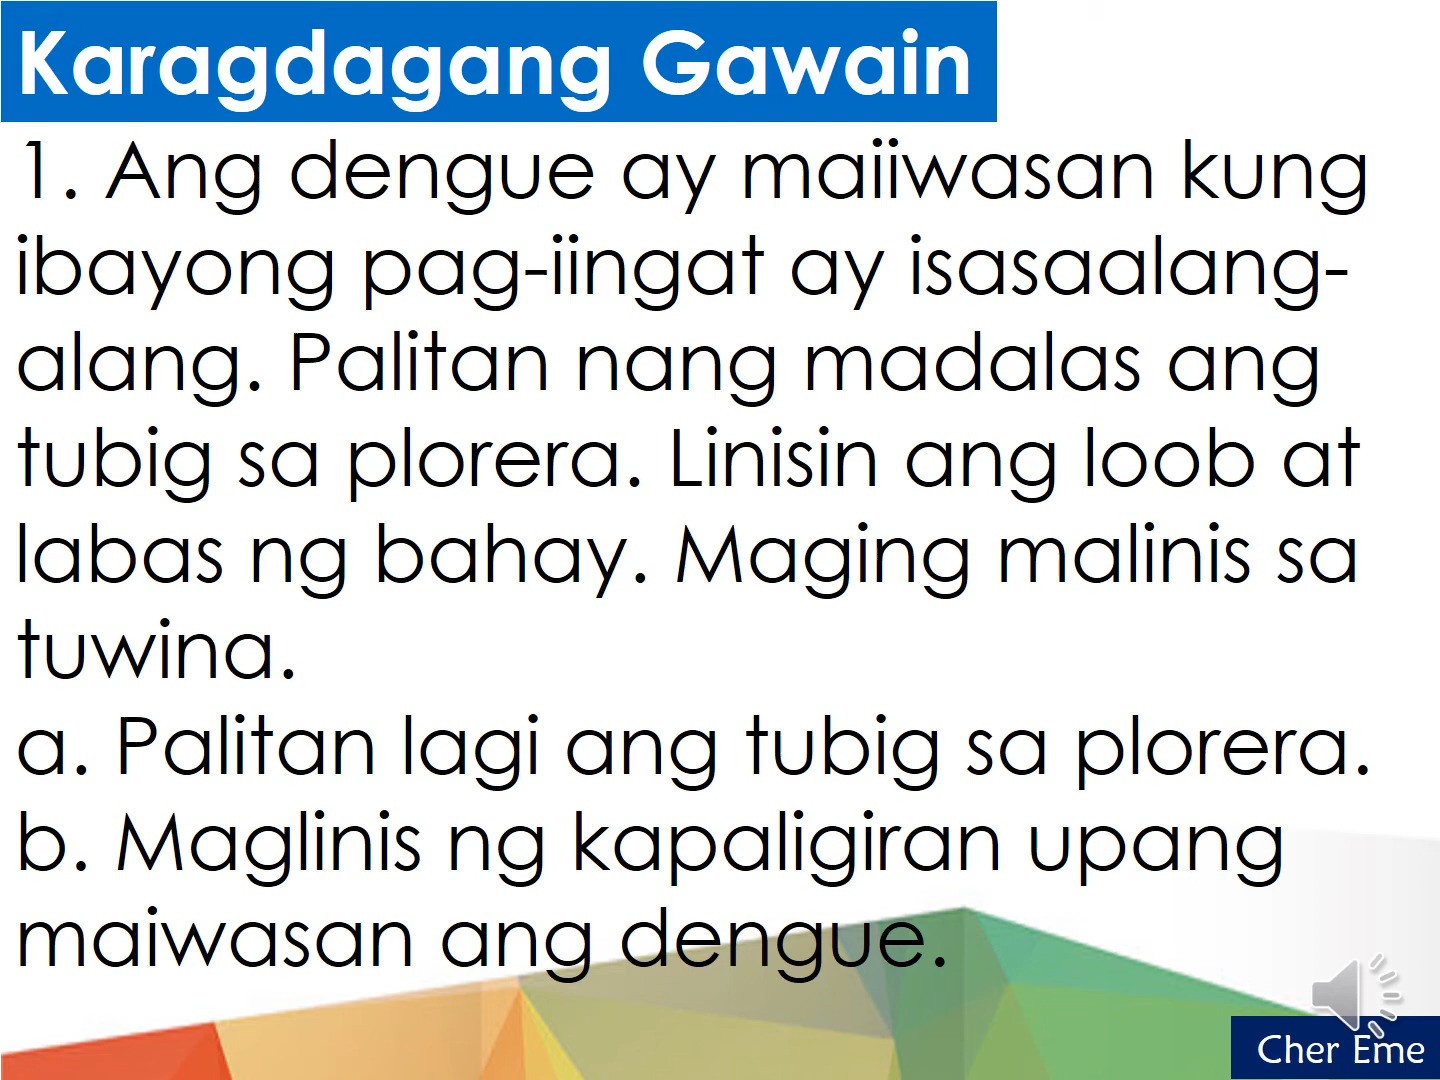 Karagdagang Gawain
1. Ang dengue ay maiiwasan kung
ibayong pag-iingat ay isasaalang-
alang. Palitan nang madalas ang
tubig sa plorera. Linisin ang loob at
labas ng bahay. Maging malinis sa
tuwina.
a. Palitan lagi ang tubig sa plorera.
b. Maglinis ng kapaligiran upang
maiwasan ang dengue.
Cher Eme